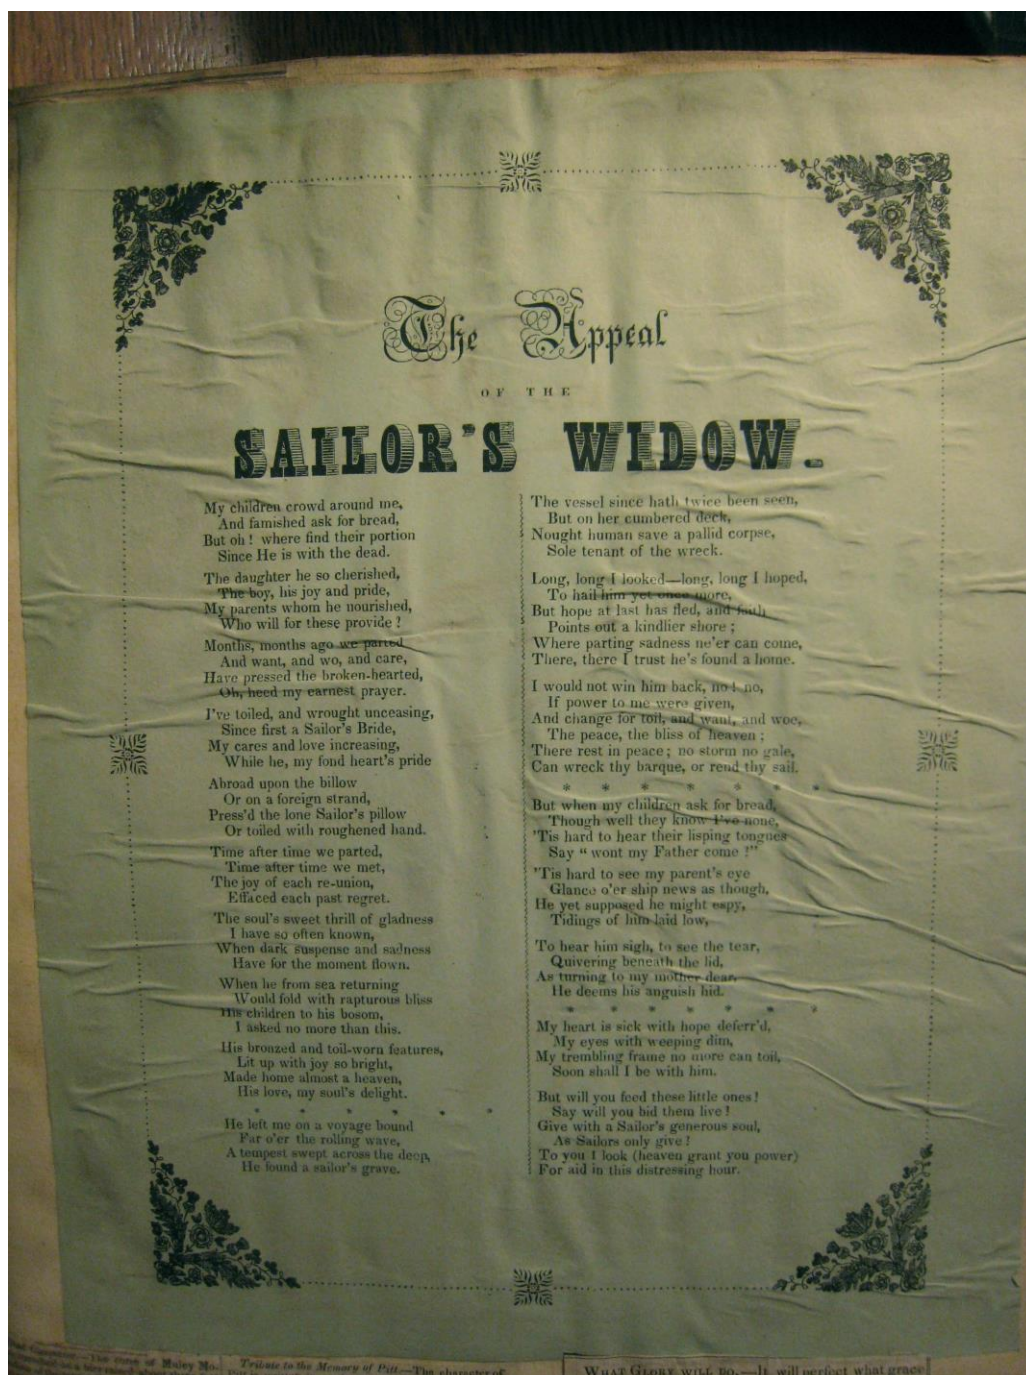 The Appeal
OF THE
SAILOR'S WIDOW.
My children crowd around me,
And famished ask for bread,
But oh! where find their portion
Since He is with the dead.
The daughter he so cherished,
The boy, his joy and pride,
My parents whom he nourished,
Who will for these provide?
Months, months ago we parted
And want, and wo, and care,
Have pressed the broken-hearted,
Oh, heed my earnest prayer.
I've toiled, and wrought unceasing,
Since first a Sailor's Bride,
My cares and love increasing,
While he, my fond heart's pride
Abroad upon the billow
Or on a foreign strand,
Press'd the lone Sailor's pillow
Or toiled with roughened hand.
Time after time we parted,
Time after time we met,
The joy of each re-union,
Effaced each past regret.
The soul's sweet thrill of gladness
I have so often known,
When dark suspense and sadness
Have for the moment flown.
When he from sea returning
Would fold with rapturous bliss
His children to his bosom,
I asked no more than this.
His bronzed and toil-worn features,
Lit up with joy so bright,
Made home almost a heaven,
His love, my soul's delight.
* * * * * *
He left me on a voyage bound
Far o'er the rolling wave,
A tempest swept across the deep,
He found a sailor's grave.
The vessel since hath twice been seen,
But on her cumbered deck,
Nought human save a pallid corpse,
Sole tenant of the wreck.
Long, long I looked—long, long I hoped,
To hail him yet once more,
But hope at last has fled, and faith
Points out a kindlier shore;
Where parting sadness ne'er can come,
There, there I trust he's found a home.
I would not win him back, no! no,
If power to me were given,
And change for toil, and want, and woe,
The peace, the bliss of heaven;
There rest in peace; no storm no gale,
Can wreck thy barque, or rend thy sail.
* * * * * * *
But when my children ask for bread,
Though well they know I've none,
'Tis hard to hear their lisping tongues
Say "wont my Father come!"
'Tis hard to see my parent's eye
Glance o'er ship news as though,
He yet supposed he might espy,
Tidings of him laid low,
To hear him sigh, to see the tear,
Quivering beneath the lid,
As turning to my mother dear,
He deems his anguish hid.
* * * * * * *
My heart is sick with hope deferr'd,
My eyes with weeping dim,
My trembling frame no more can toil,
Soon shall I be with him.
But will you feed these little ones!
Say will you bid them live!
Give with a Sailor's generous soul,
As Sailors only give!
To you I look (heaven grant you power)
For aid in this distressing hour.
of Muley Mo.
Tribute to the Memory of Pitt.—The character of
WHAT GLORY WILL DO.—It will perfect what grace